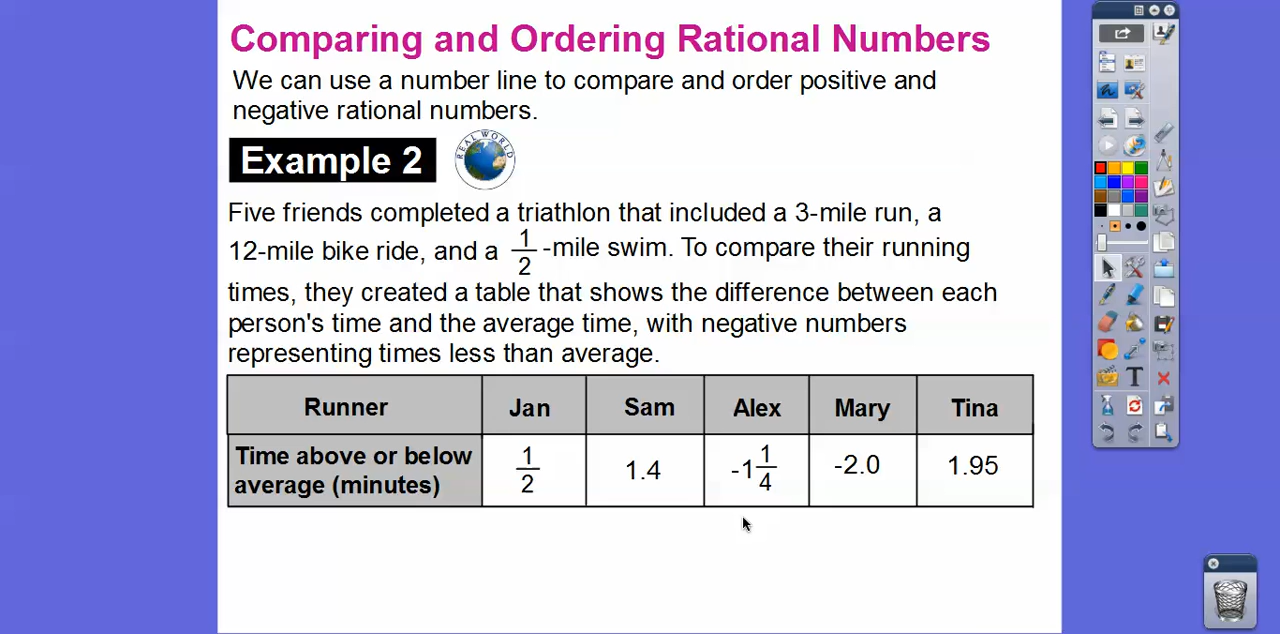 Comparing and Ordering Rational Numbers
We can use a number line to compare and order positive and
negative rational numbers.
Example 2
REAL WORLD
Five friends completed a triathlon that included a 3-mile run, a
12-mile bike ride, and a 1/2 -mile swim. To compare their running
times, they created a table that shows the difference between each
person's time and the average time, with negative numbers
representing times less than average.
Runner Jan Sam Alex Mary Tina
Time above or below
average (minutes) 1/2 1.4 -1 1/4 -2.0 1.95